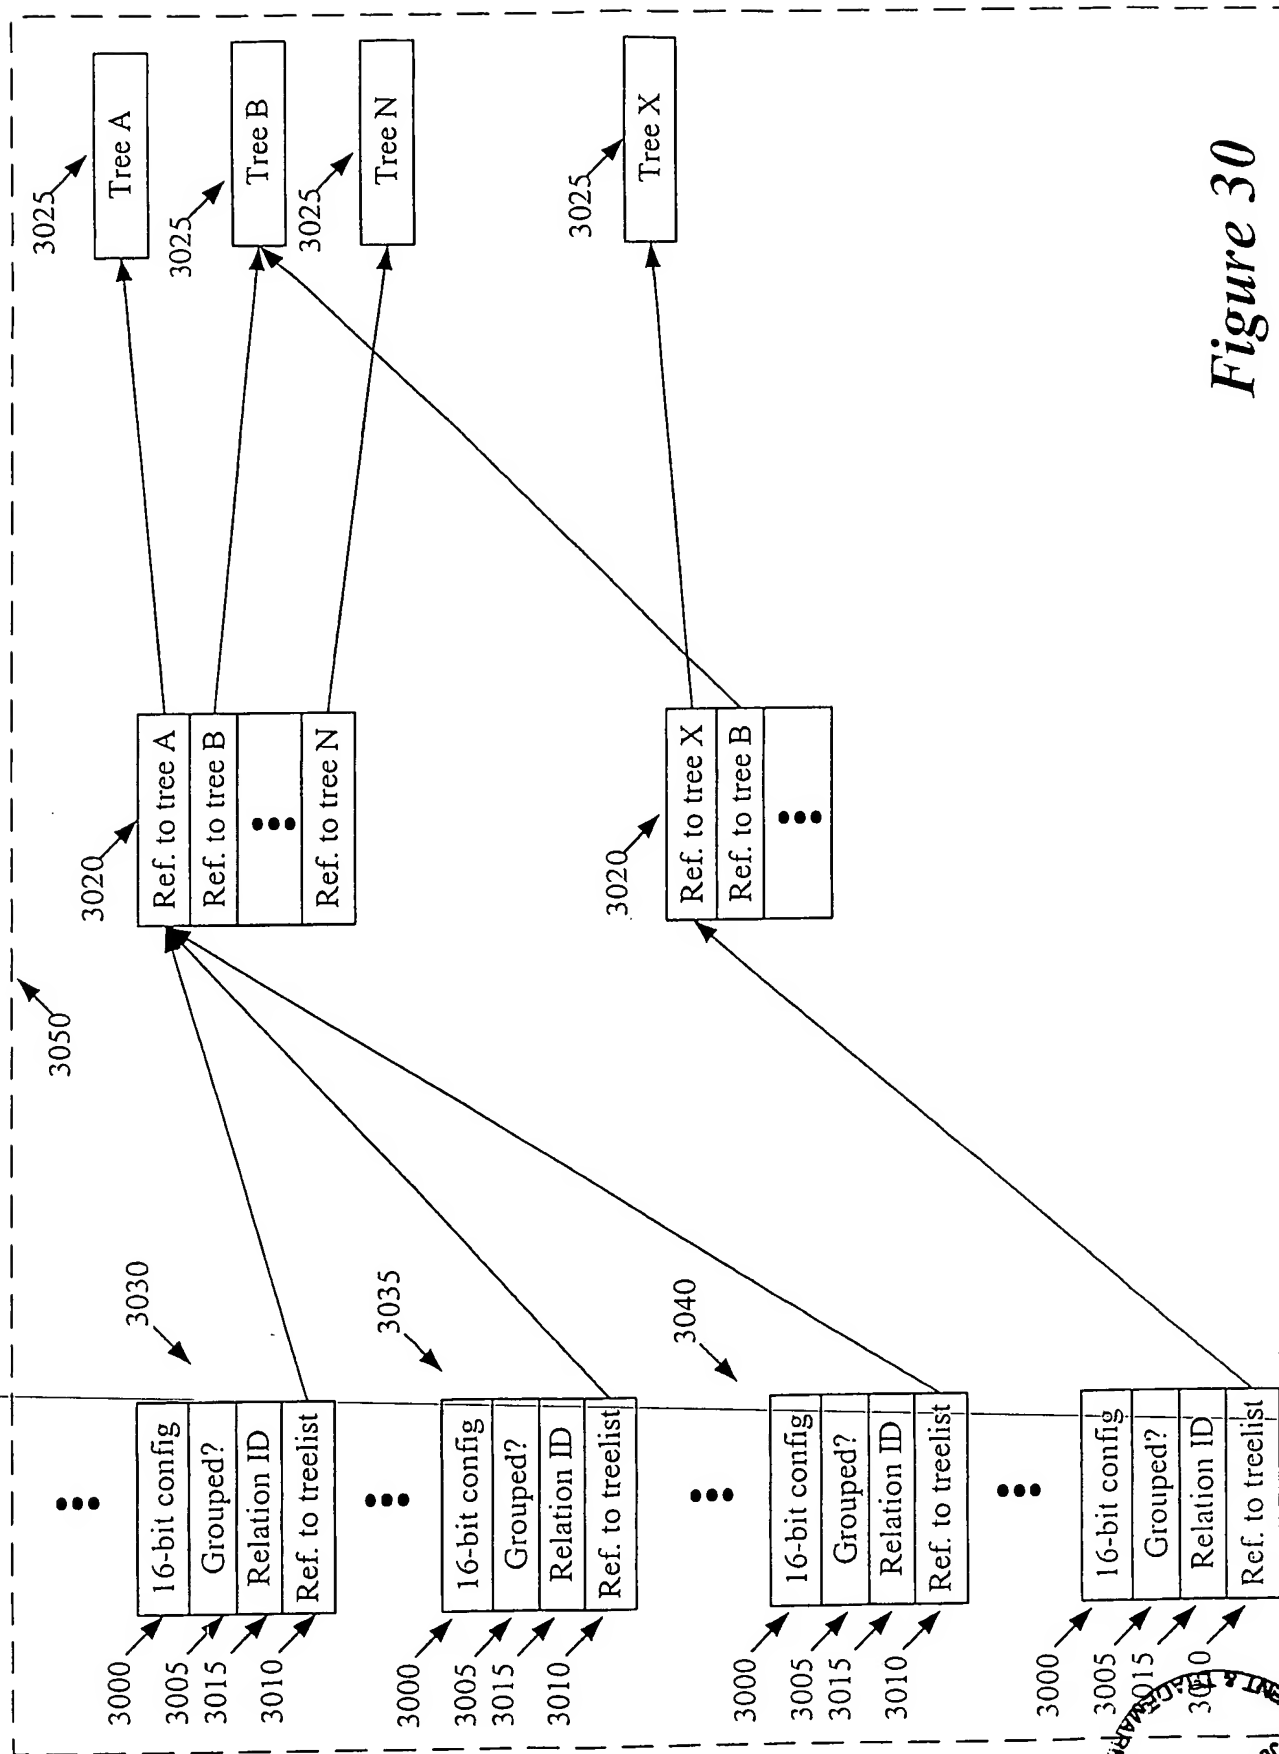 3050
3030
3000
16-bit config
3005
Grouped?
3015
Relation ID
3010
Ref. to treelist
3035
3000
16-bit config
3005
Grouped?
3015
Relation ID
3010
Ref. to treelist
3040
3000
16-bit config
3005
Grouped?
3015
Relation ID
3010
Ref. to treelist
3000
16-bit config
3005
Grouped?
3015
Relation ID
3010
Ref. to treelist
3020
Ref. to tree A
Ref. to tree B
Ref. to tree N
3020
Ref. to tree X
Ref. to tree B
3025
Tree A
3025
Tree B
3025
Tree N
3025
Tree X
Figure 30